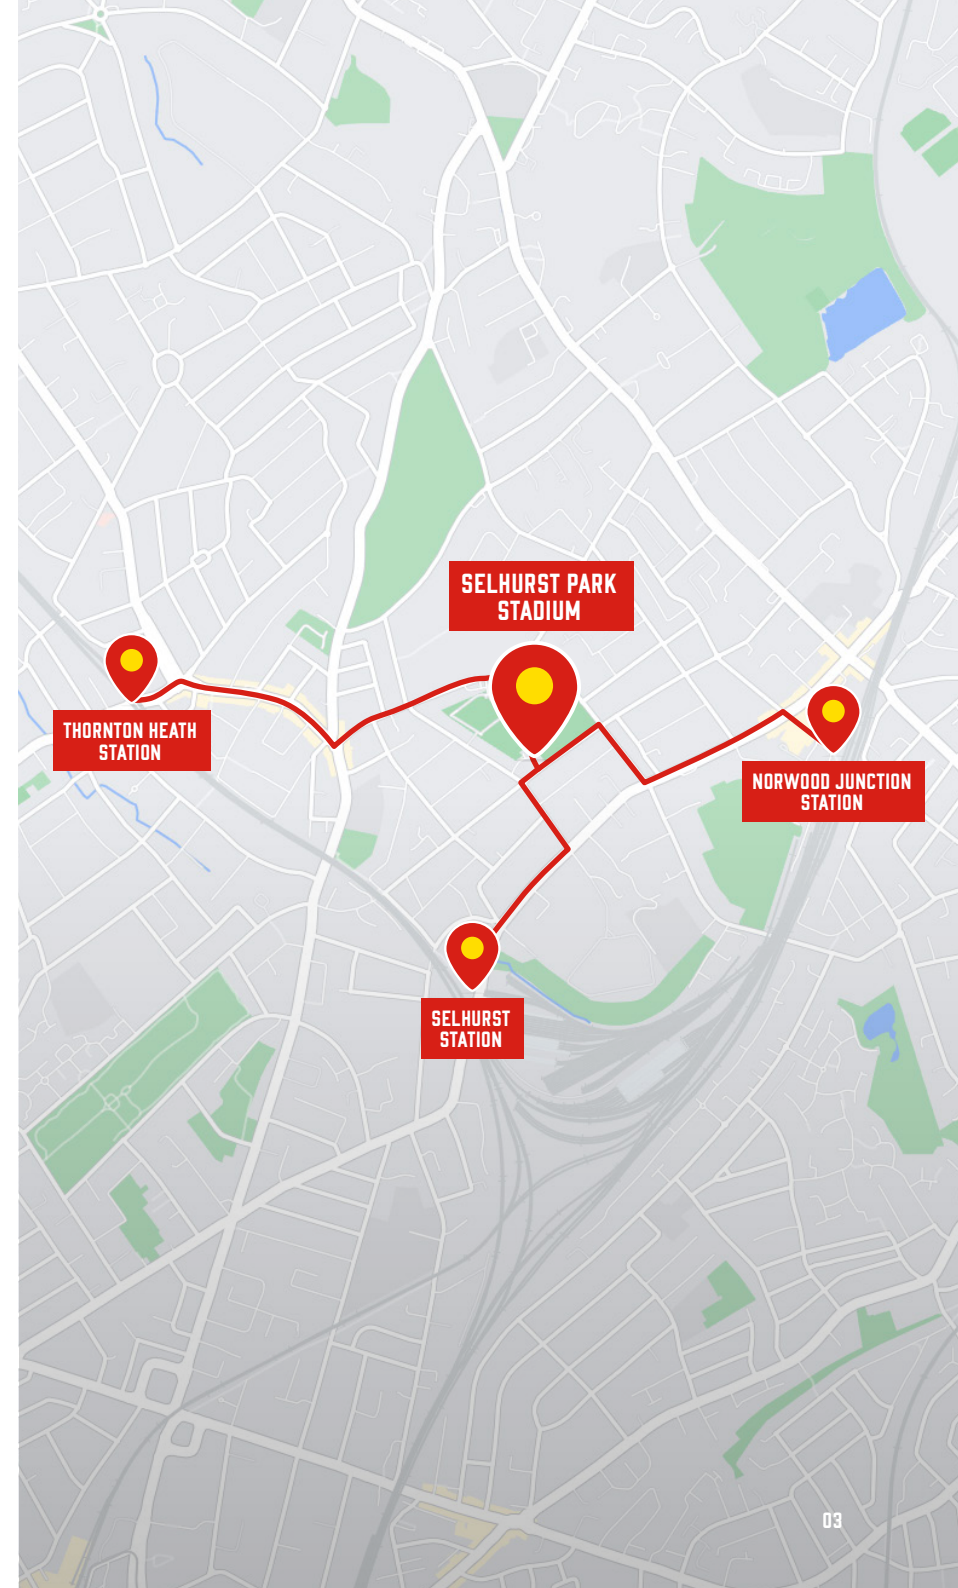 SELHURST PARK
STADIUM
THORNTON HEATH
STATION
NORWOOD JUNCTION
STATION
SELHURST
STATION
03